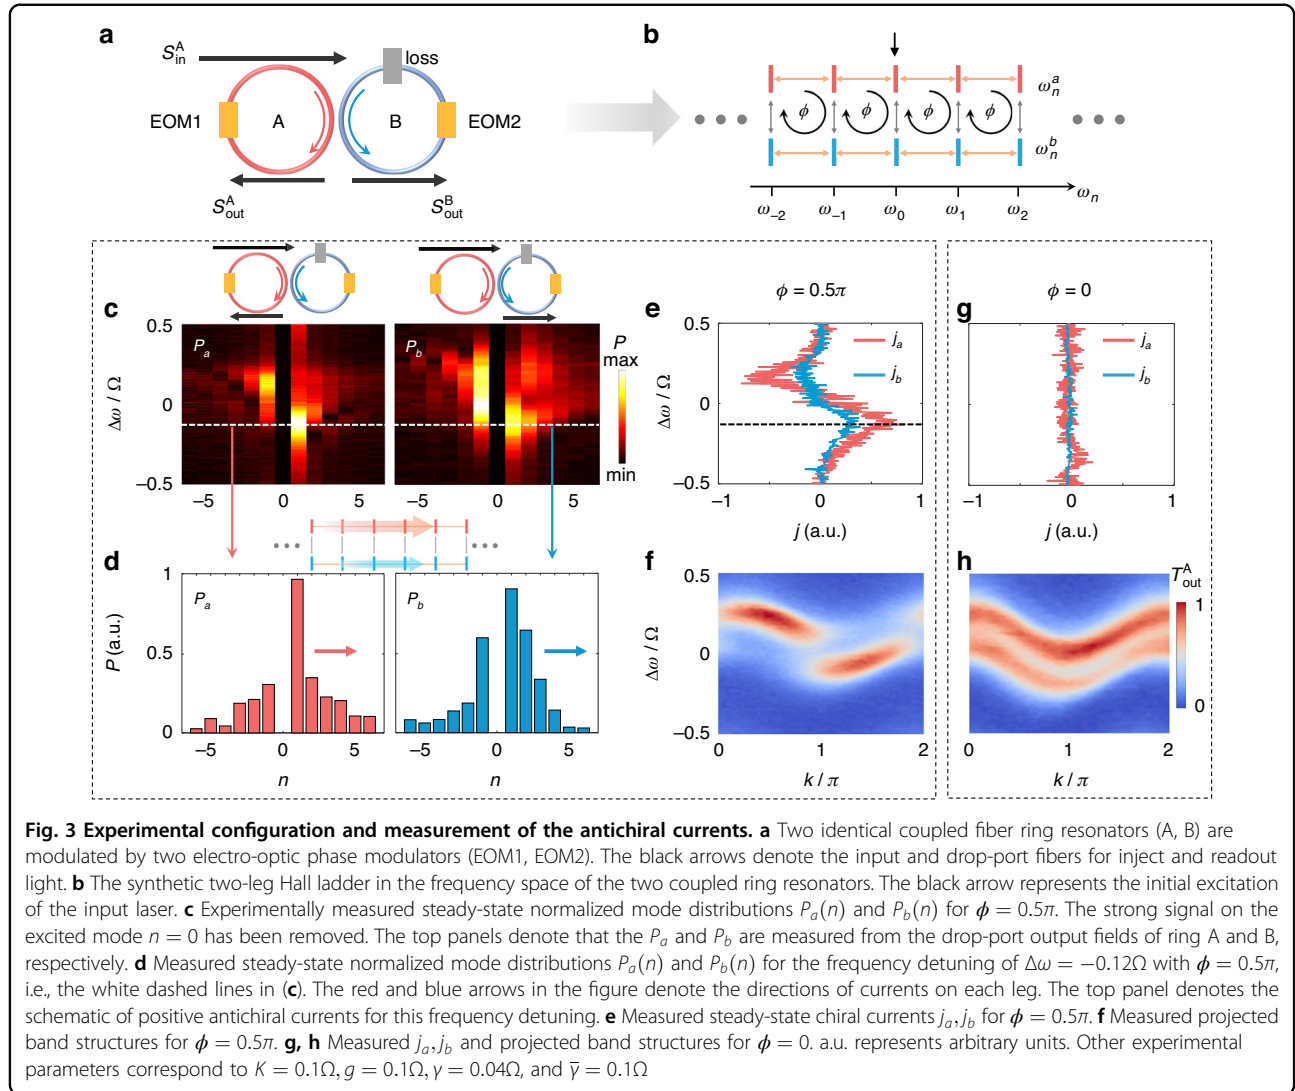 a
S_in^A
loss
EOM1
A
B
EOM2
S_out^A
S_out^B
b
ω_n^a
ϕ ϕ ϕ ϕ
ω_n^b
ω_n
ω_−2 ω_−1 ω_0 ω_1 ω_2
c
P_a
P_b
P
max
min
Δω / Ω
0.5
0
−0.5
−5 0 5
−5 0 5
d
P_a
P_b
P (a.u.)
1
0.5
0
−5 0 5
−5 0 5
n
n
e
ϕ = 0.5π
j_a
j_b
Δω / Ω
0.5
0
−0.5
−1 0 1
j (a.u.)
f
Δω / Ω
0.5
0
−0.5
0 1 2
k / π
g
ϕ = 0
j_a
j_b
−1 0 1
j (a.u.)
h
T_out^A
1
0
0 1 2
k / π
Fig. 3 Experimental configuration and measurement of the antichiral currents. a Two identical coupled fiber ring resonators (A, B) are
modulated by two electro-optic phase modulators (EOM1, EOM2). The black arrows denote the input and drop-port fibers for inject and readout
light. b The synthetic two-leg Hall ladder in the frequency space of the two coupled ring resonators. The black arrow represents the initial excitation
of the input laser. c Experimentally measured steady-state normalized mode distributions P_a(n) and P_b(n) for ϕ = 0.5π. The strong signal on the
excited mode n = 0 has been removed. The top panels denote that the P_a and P_b are measured from the drop-port output fields of ring A and B,
respectively. d Measured steady-state normalized mode distributions P_a(n) and P_b(n) for the frequency detuning of Δω = −0.12Ω with ϕ = 0.5π,
i.e., the white dashed lines in (c). The red and blue arrows in the figure denote the directions of currents on each leg. The top panel denotes the
schematic of positive antichiral currents for this frequency detuning. e Measured steady-state chiral currents j_a, j_b for ϕ = 0.5π. f Measured projected
band structures for ϕ = 0.5π. g, h Measured j_a, j_b and projected band structures for ϕ = 0. a.u. represents arbitrary units. Other experimental
parameters correspond to K = 0.1Ω, g = 0.1Ω, γ = 0.04Ω, and γ̄ = 0.1Ω